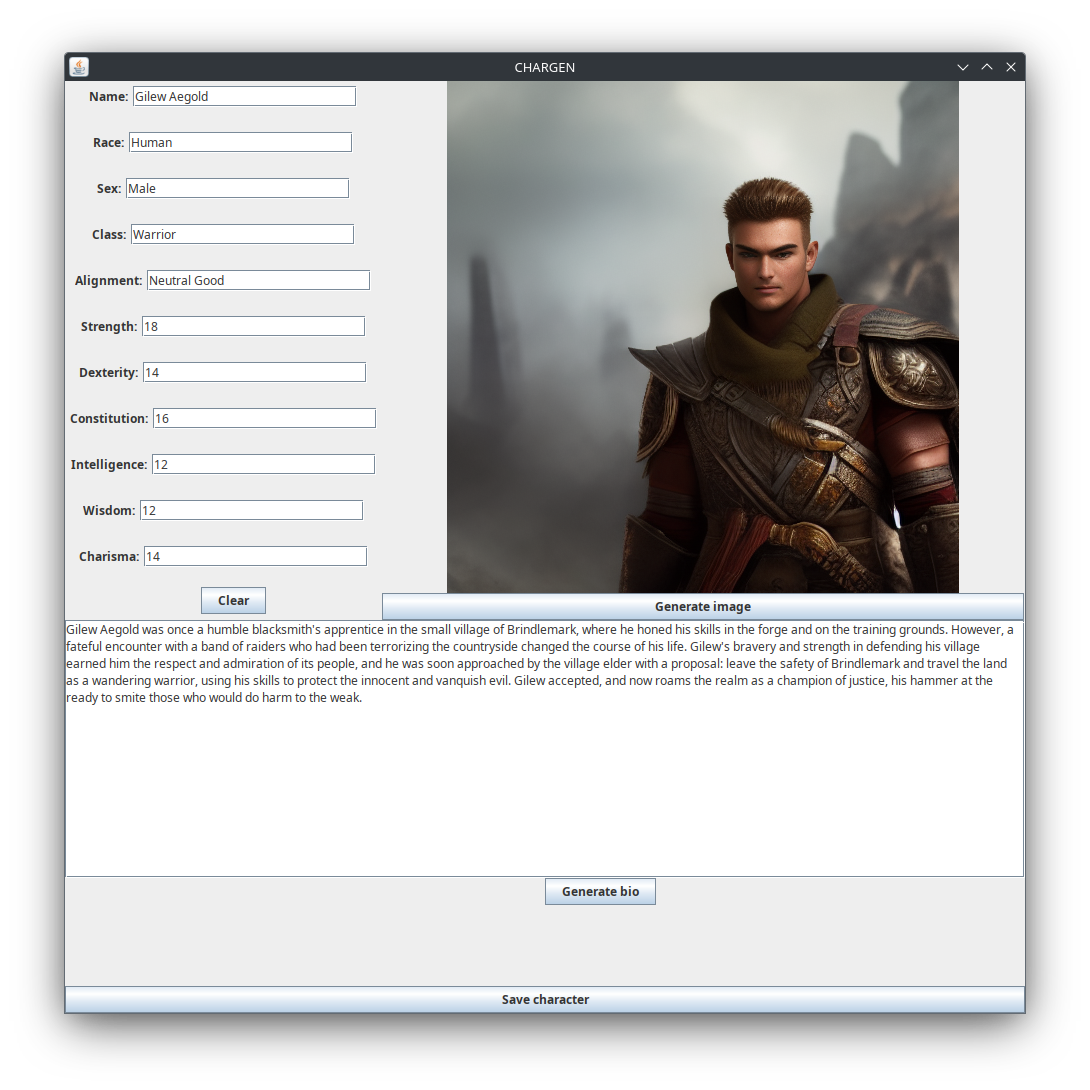 CHARGEN
Name: Gilew Aegold
Race: Human
Sex: Male
Class: Warrior
Alignment: Neutral Good
Strength: 18
Dexterity: 14
Constitution: 16
Intelligence: 12
Wisdom: 12
Charisma: 14
Clear
Generate image
Gilew Aegold was once a humble blacksmith's apprentice in the small village of Brindlemark, where he honed his skills in the forge and on the training grounds. However, a
fateful encounter with a band of raiders who had been terrorizing the countryside changed the course of his life. Gilew's bravery and strength in defending his village
earned him the respect and admiration of its people, and he was soon approached by the village elder with a proposal: leave the safety of Brindlemark and travel the land
as a wandering warrior, using his skills to protect the innocent and vanquish evil. Gilew accepted, and now roams the realm as a champion of justice, his hammer at the
ready to smite those who would do harm to the weak.
Generate bio
Save character